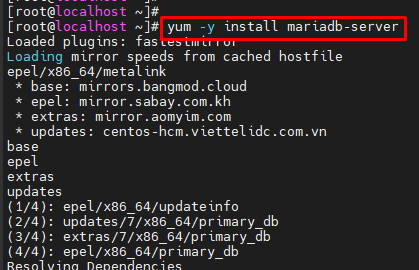 [root@localhost ~]#
[root@localhost ~]# yum -y install mariadb-server
Loaded plugins: fastestmirror
Loading mirror speeds from cached hostfile
epel/x86_64/metalink
 * base: mirrors.bangmod.cloud
 * epel: mirror.sabay.com.kh
 * extras: mirror.aomyim.com
 * updates: centos-hcm.viettelidc.com.vn
base
epel
extras
updates
(1/4): epel/x86_64/updateinfo
(2/4): updates/7/x86_64/primary_db
(3/4): extras/7/x86_64/primary_db
(4/4): epel/x86_64/primary_db
Resolving Dependencies